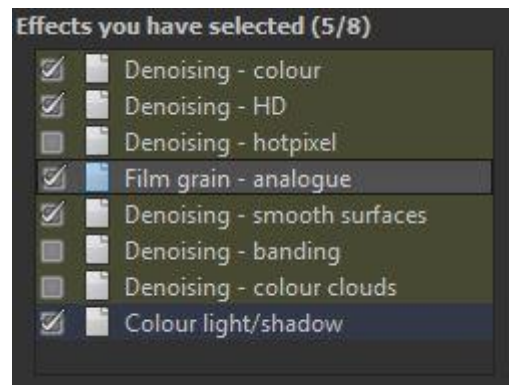 Effects you have selected (5/8)
Denoising - colour
Denoising - HD
Denoising - hotpixel
Film grain - analogue
Denoising - smooth surfaces
Denoising - banding
Denoising - colour clouds
Colour light/shadow